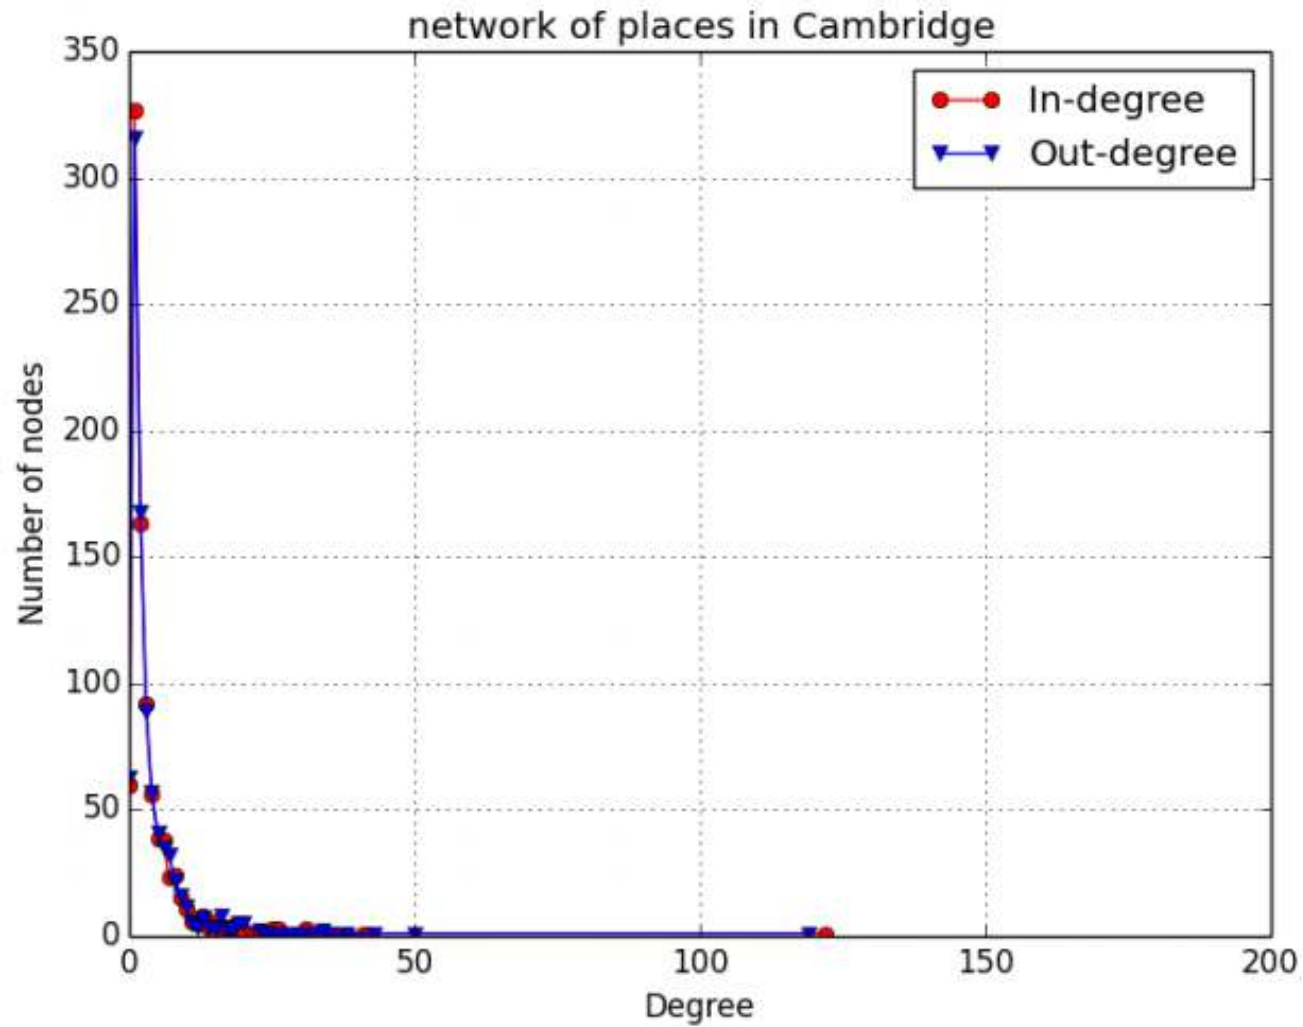 network of places in Cambridge
350
300
250
200
150
100
50
0
Number of nodes
In-degree
Out-degree
0 50 100 150 200
Degree